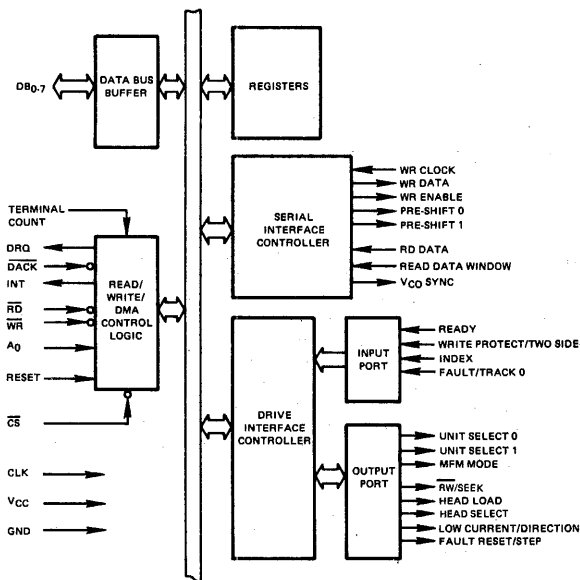 DB0-7
DATA BUS
BUFFER
REGISTERS
SERIAL
INTERFACE
CONTROLLER
WR CLOCK
WR DATA
WR ENABLE
PRE-SHIFT 0
PRE-SHIFT 1
RD DATA
READ DATA WINDOW
VCO SYNC
TERMINAL
COUNT
DRQ
DACK
INT
RD
WR
A0
RESET
CS
READ/
WRITE/
DMA
CONTROL
LOGIC
CLK
VCC
GND
DRIVE
INTERFACE
CONTROLLER
INPUT
PORT
READY
WRITE PROTECT/TWO SIDE
INDEX
FAULT/TRACK 0
OUTPUT
PORT
UNIT SELECT 0
UNIT SELECT 1
MFM MODE
RW/SEEK
HEAD LOAD
HEAD SELECT
LOW CURRENT/DIRECTION
FAULT RESET/STEP